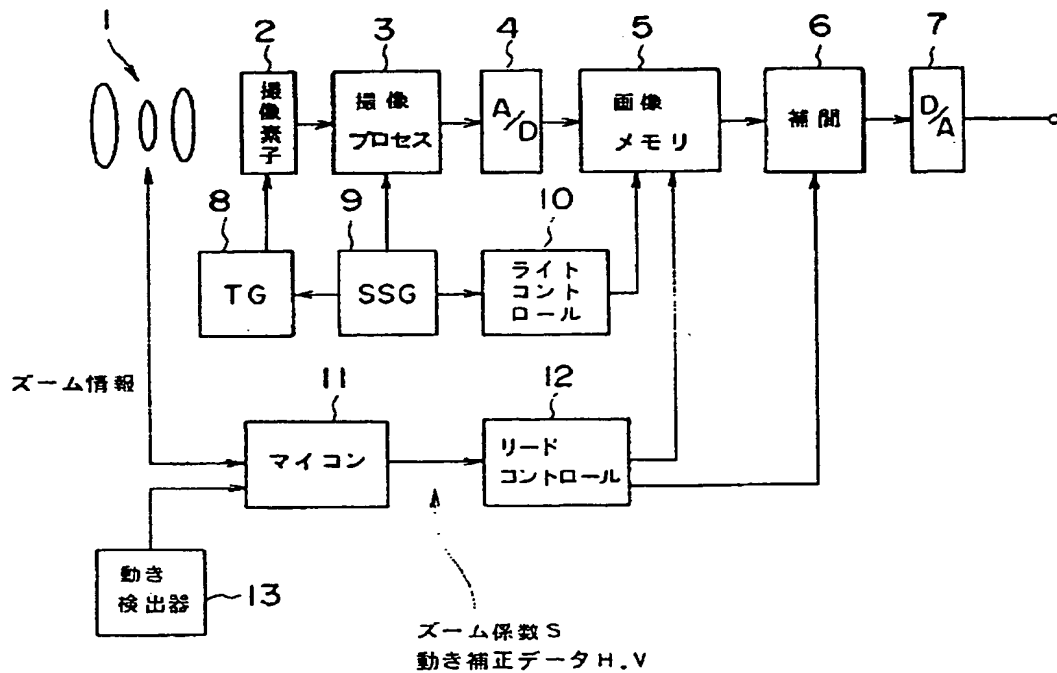 1
2
3
4
5
6
7
撮像素子
撮像
プロセス
A/D
画像
メモリ
補間
D/A
8
9
10
TG
SSG
ライト
コント
ロール
ズーム情報
11
12
マイコン
リード
コントロール
動き
検出器
13
ズーム係数S
動き補正データH.V